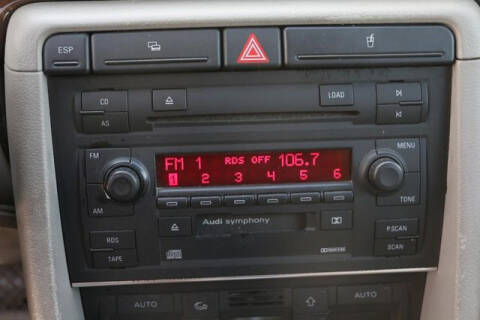 ESP
CD
LOAD
AS
FM
FM 1 RDS OFF 106.7
MENU
1 2 3 4 5 6
AM
TONE
Audi symphony
RDS
P.SCAN
TAPE
SCAN
AUTO
AUTO